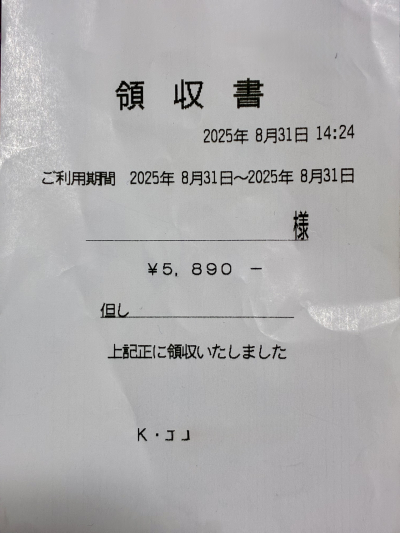 領収書
2025年 8月31日 14:24
ご利用期間 2025年 8月31日～2025年 8月31日
様
¥5,890 －
但し
上記正に領収いたしました
K・